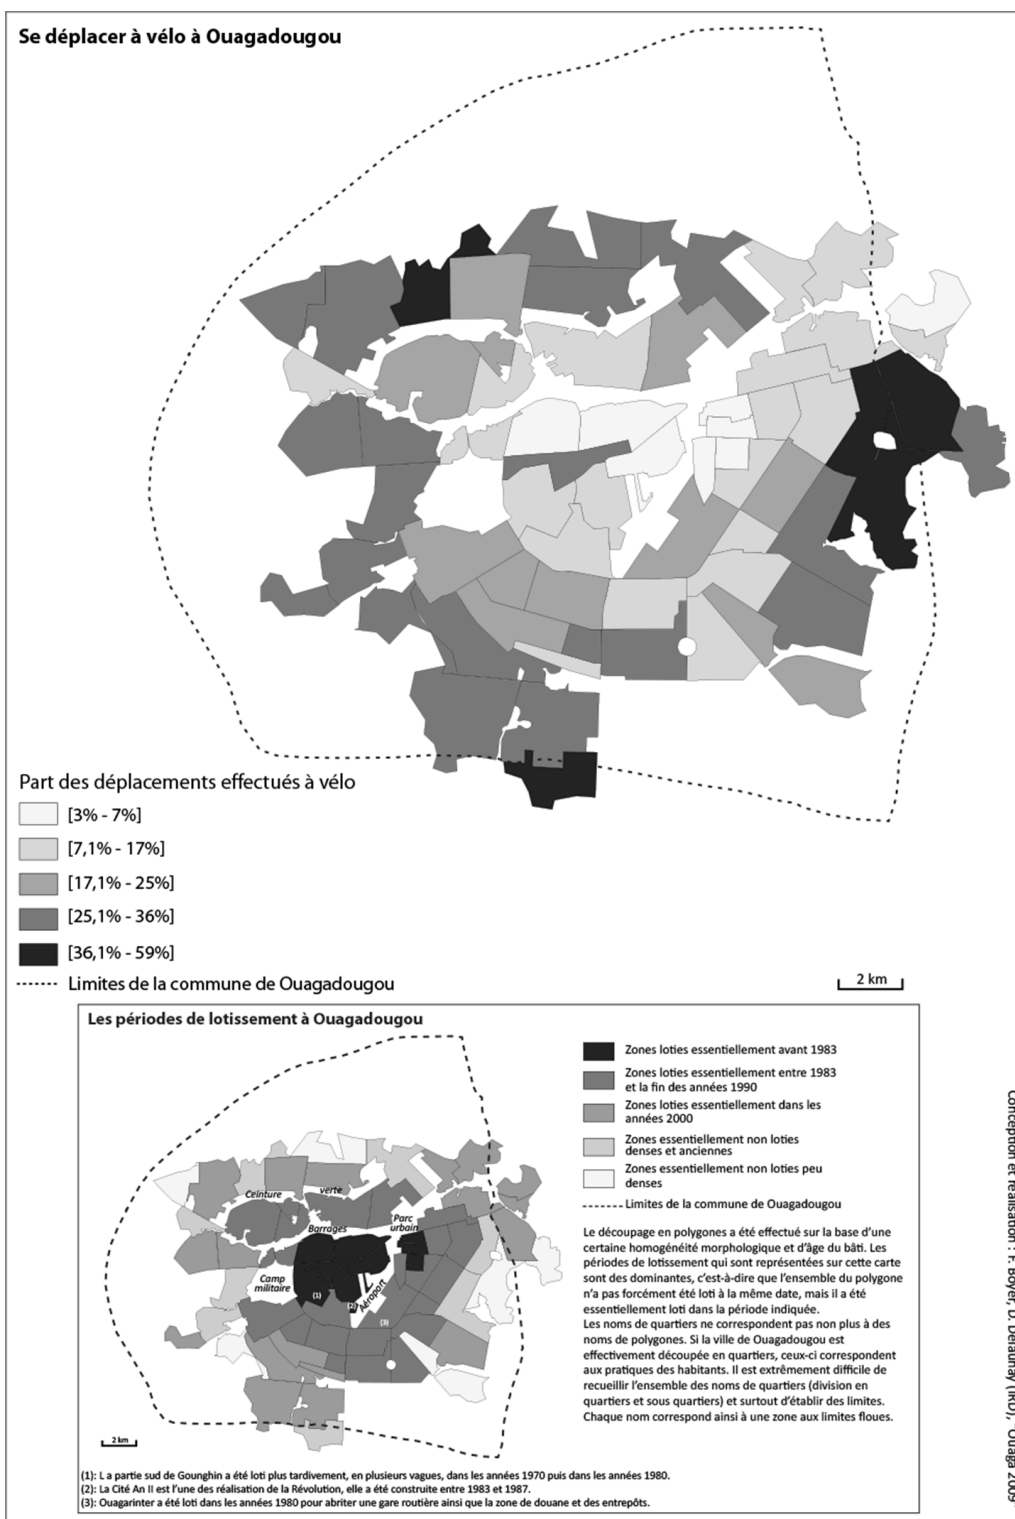 Se déplacer à vélo à Ouagadougou
Part des déplacements effectués à vélo
[3% - 7%]
[7,1% - 17%]
[17,1% - 25%]
[25,1% - 36%]
[36,1% - 59%]
Limites de la commune de Ouagadougou
2 km
Les périodes de lotissement à Ouagadougou
Zones loties essentiellement avant 1983
Zones loties essentiellement entre 1983
et la fin des années 1990
Zones loties essentiellement dans les
années 2000
Zones essentiellement non loties
denses et anciennes
Zones essentiellement non loties peu
denses
Limites de la commune de Ouagadougou
Ceinture
verte
Barrages
Parc
urbain
Camp
militaire
Aéroport
(1)
(2)
(3)
2 km
Le découpage en polygones a été effectué sur la base d'une
certaine homogénéité morphologique et d'âge du bâti. Les
périodes de lotissement qui sont représentées sur cette carte
sont des dominantes, c'est-à-dire que l'ensemble du polygone
n'a pas forcément été loti à la même date, mais il a été
essentiellement loti dans la période indiquée.
Les noms de quartiers ne correspondent pas non plus à des
noms de polygones. Si la ville de Ouagadougou est
effectivement découpée en quartiers, ceux-ci correspondent
aux pratiques des habitants. Il est extrêmement difficile de
recueillir l'ensemble des noms de quartiers (division en
quartiers et sous quartiers) et surtout d'établir des limites.
Chaque nom correspond ainsi à une zone aux limites floues.
(1): L a partie sud de Gounghin a été loti plus tardivement, en plusieurs vagues, dans les années 1970 puis dans les années 1980.
(2): La Cité An II est l'une des réalisation de la Révolution, elle a été construite entre 1983 et 1987.
(3): Ouagarinter a été loti dans les années 1980 pour abriter une gare routière ainsi que la zone de douane et des entrepôts.
Conception et réalisation : F. Boyer, D. Delaunay (IRD), "Ouaga 2009"